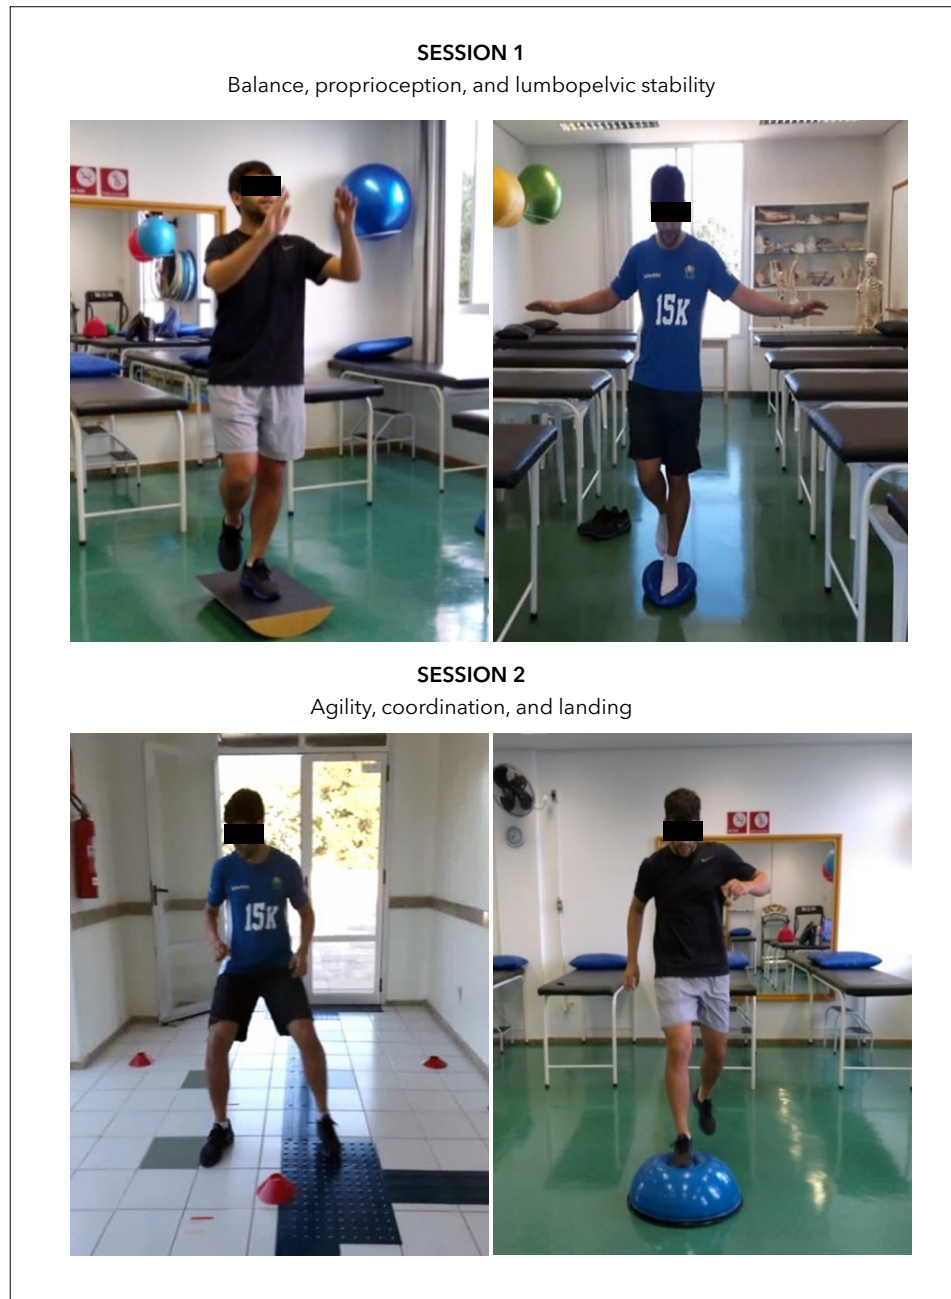 SESSION 1
Balance, proprioception, and lumbopelvic stability
15K
SESSION 2
Agility, coordination, and landing
15K